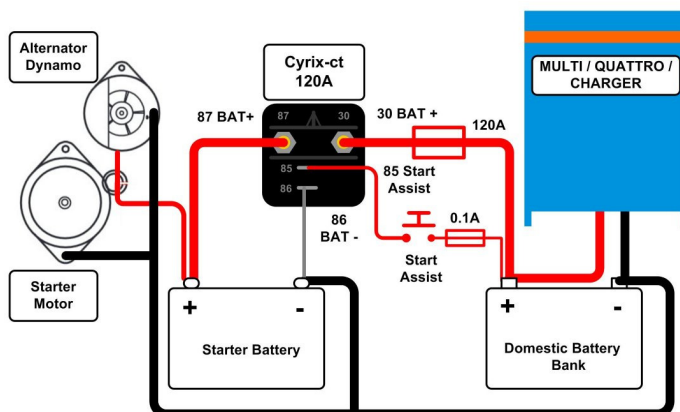 Alternator
Dynamo
Cyrix-ct
120A
MULTI / QUATTRO /
CHARGER
87 BAT+
87
30
30 BAT +
120A
85
85 Start
Assist
86
86
BAT -
0.1A
Start
Assist
Starter
Motor
+
-
Starter Battery
+
-
Domestic Battery
Bank